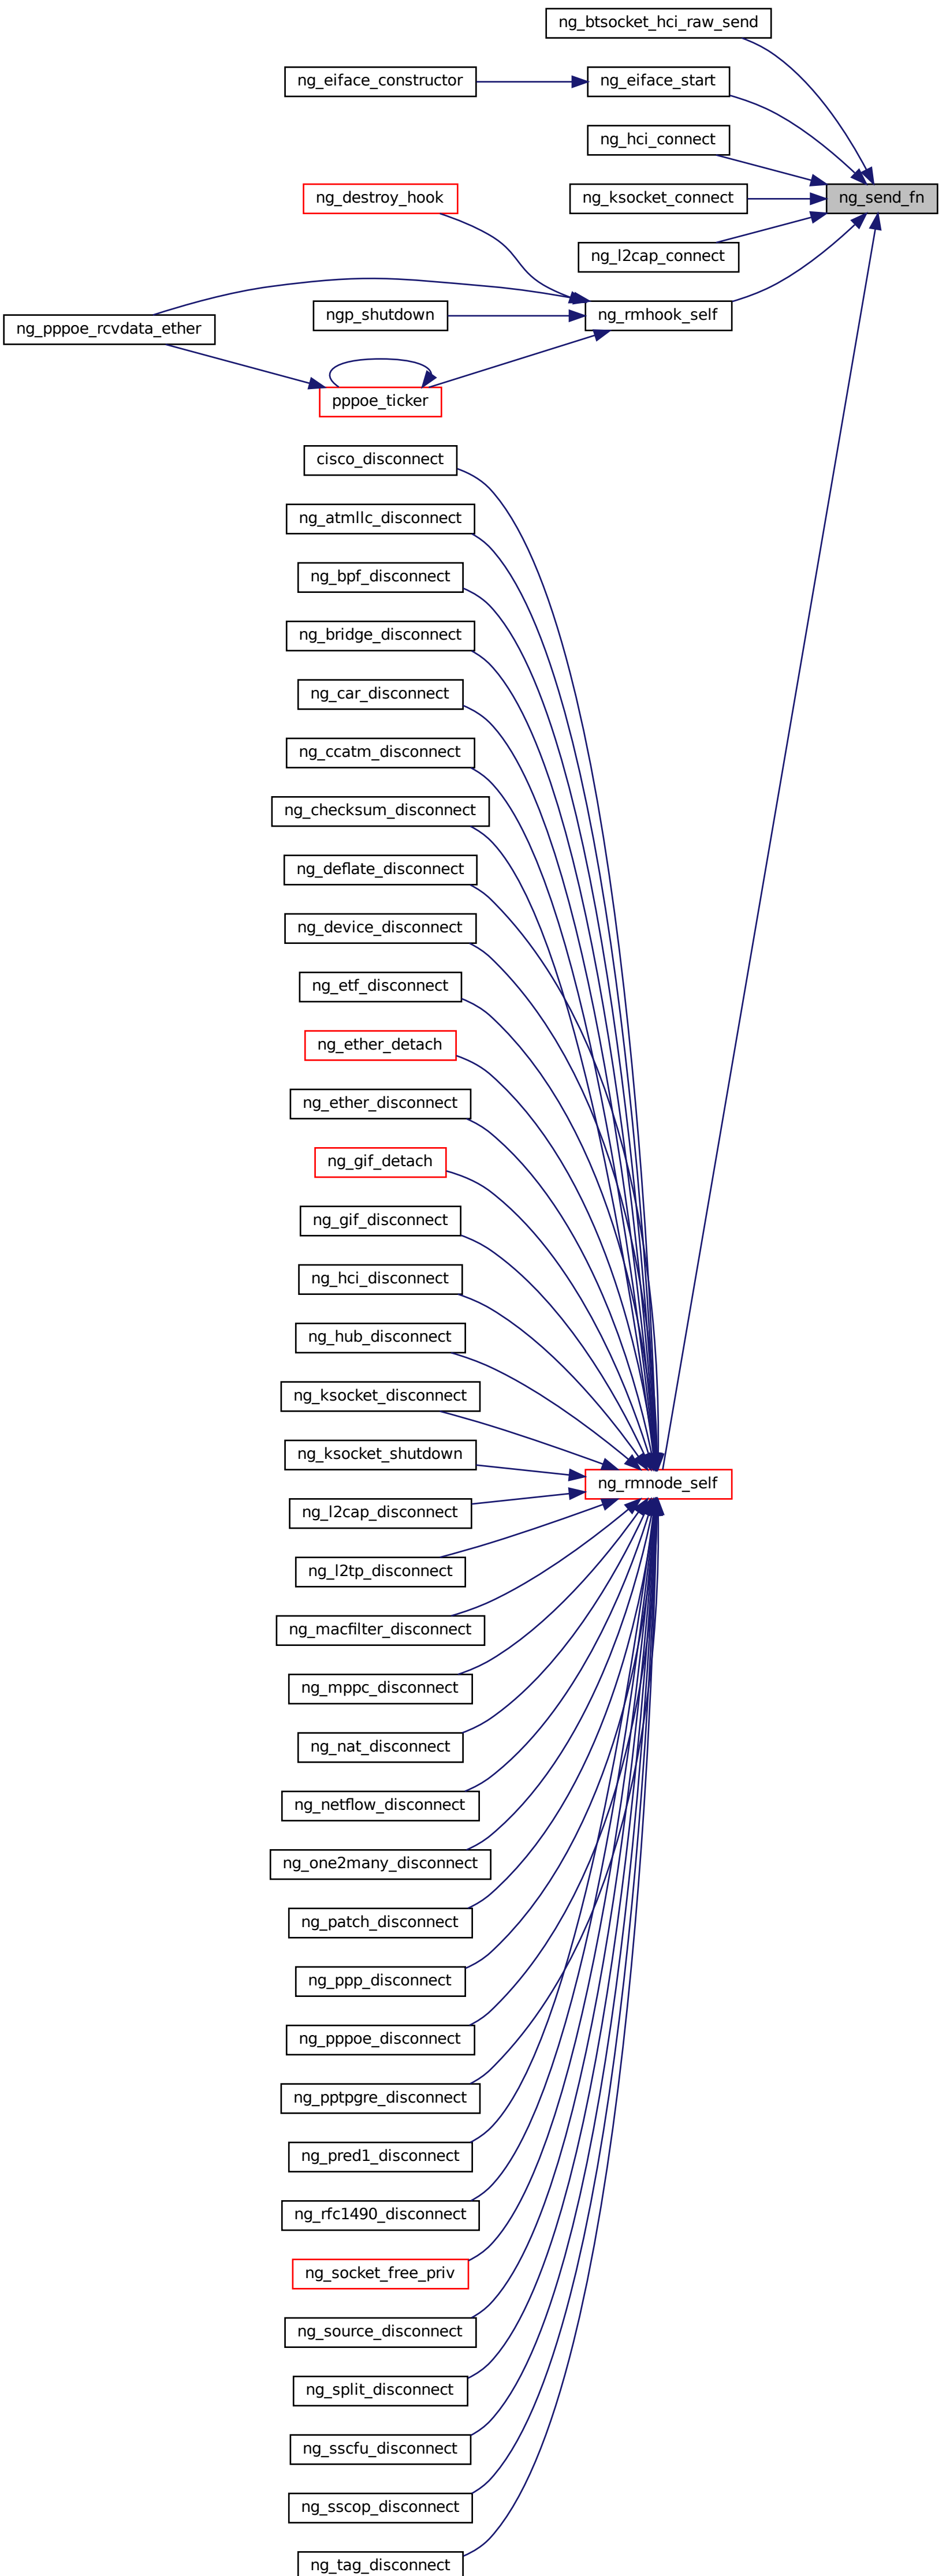 ng_btsocket_hci_raw_send
ng_eiface_constructor
ng_eiface_start
ng_hci_connect
ng_destroy_hook
ng_ksocket_connect
ng_send_fn
ng_l2cap_connect
ng_pppoe_rcvdata_ether
ngp_shutdown
ng_rmhook_self
pppoe_ticker
cisco_disconnect
ng_atmllc_disconnect
ng_bpf_disconnect
ng_bridge_disconnect
ng_car_disconnect
ng_ccatm_disconnect
ng_checksum_disconnect
ng_deflate_disconnect
ng_device_disconnect
ng_etf_disconnect
ng_ether_detach
ng_ether_disconnect
ng_gif_detach
ng_gif_disconnect
ng_hci_disconnect
ng_hub_disconnect
ng_ksocket_disconnect
ng_ksocket_shutdown
ng_rmnode_self
ng_l2cap_disconnect
ng_l2tp_disconnect
ng_macfilter_disconnect
ng_mppc_disconnect
ng_nat_disconnect
ng_netflow_disconnect
ng_one2many_disconnect
ng_patch_disconnect
ng_ppp_disconnect
ng_pppoe_disconnect
ng_pptpgre_disconnect
ng_pred1_disconnect
ng_rfc1490_disconnect
ng_socket_free_priv
ng_source_disconnect
ng_split_disconnect
ng_sscfu_disconnect
ng_sscop_disconnect
ng_tag_disconnect